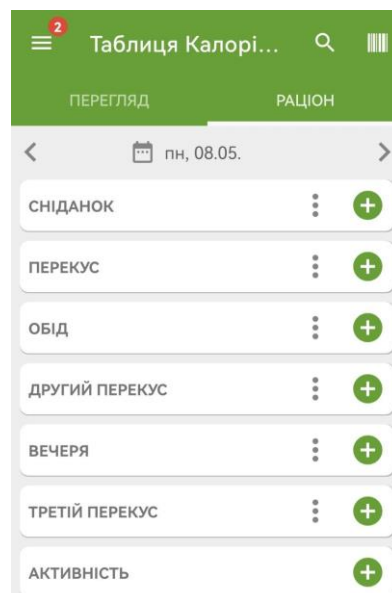 2
Таблиця Калорі...
ПЕРЕГЛЯД РАЦІОН
пн, 08.05.
СНІДАНОК
ПЕРЕКУС
ОБІД
ДРУГИЙ ПЕРЕКУС
ВЕЧЕРЯ
ТРЕТІЙ ПЕРЕКУС
АКТИВНІСТЬ